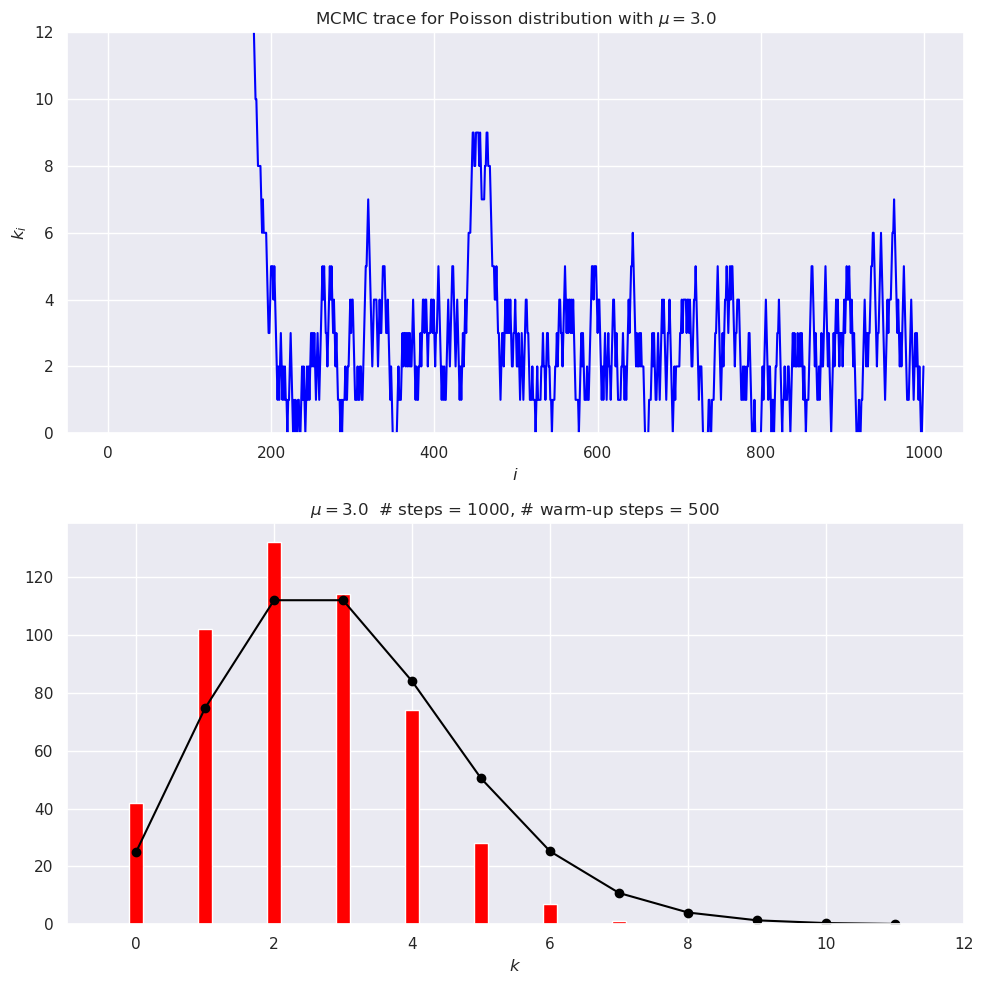 MCMC trace for Poisson distribution with μ = 3.0
12
10
8
6
4
2
0
k_i
0 200 400 600 800 1000
i
μ = 3.0 # steps = 1000, # warm-up steps = 500
120
100
80
60
40
20
0
0 2 4 6 8 10 12
k